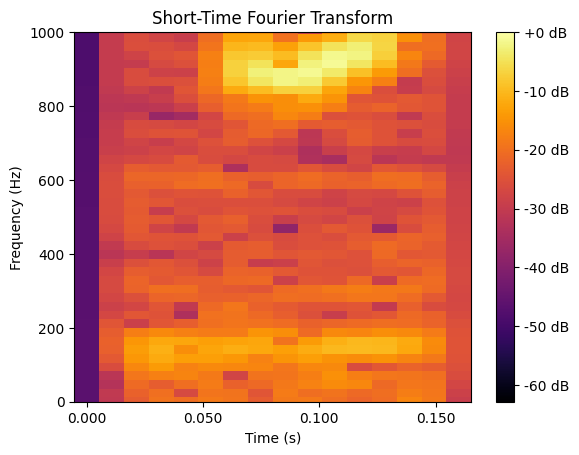 Short-Time Fourier Transform
Frequency (Hz)
1000
800
600
400
200
0
0.000
0.050
0.100
0.150
Time (s)
+0 dB
-10 dB
-20 dB
-30 dB
-40 dB
-50 dB
-60 dB